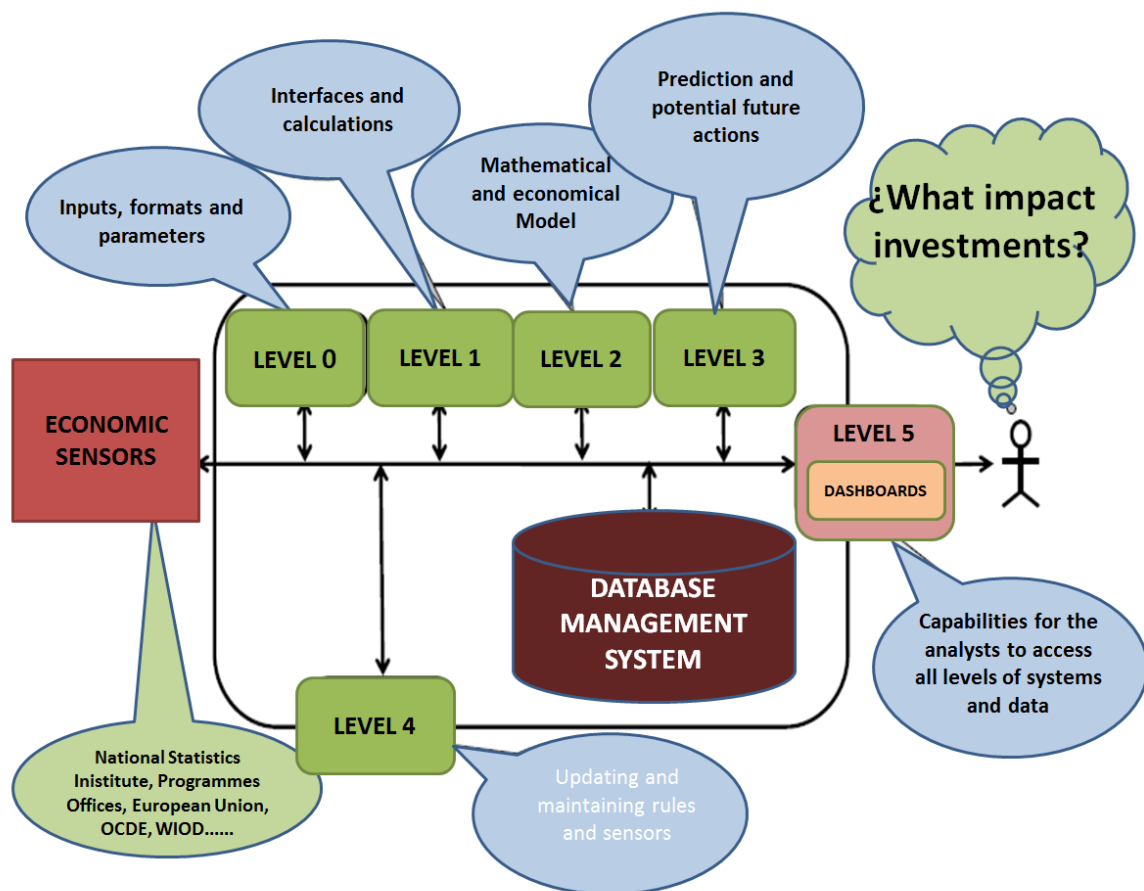 Prediction and
potential future
actions
Interfaces and
calculations
Mathematical
and economical
Model
Inputs, formats and
parameters
¿What impact
investments?
LEVEL 0
LEVEL 1
LEVEL 2
LEVEL 3
ECONOMIC
SENSORS
LEVEL 5
DASHBOARDS
DATABASE
MANAGEMENT
SYSTEM
Capabilities for the
analysts to access
all levels of systems
and data
LEVEL 4
National Statistics
Inistitute, Programmes
Offices, European Union,
OCDE, WIOD......
Updating and
maintaining rules
and sensors